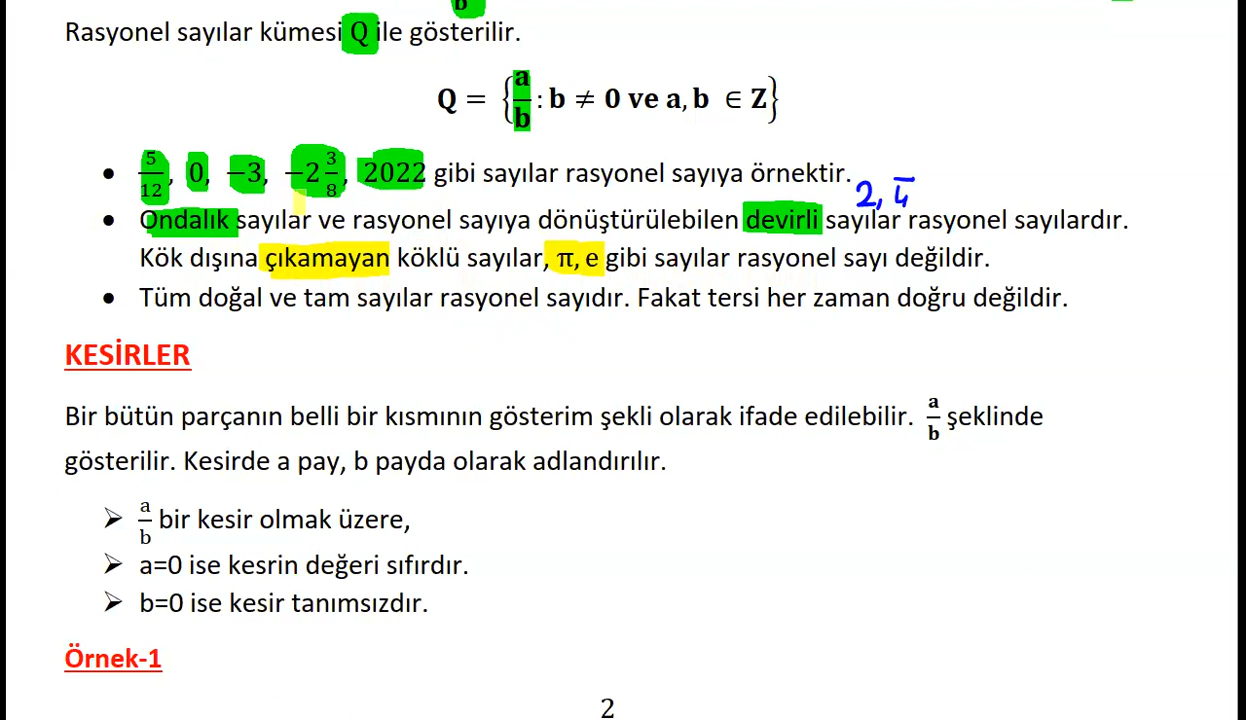 b
Rasyonel sayılar kümesi Q ile gösterilir.
Q = {a/b : b ≠ 0 ve a, b ∈ Z}
• 5/12, 0, −3, −2 3/8, 2022 gibi sayılar rasyonel sayıya örnektir.
2, 4̅
• Ondalık sayılar ve rasyonel sayıya dönüştürülebilen devirli sayılar rasyonel sayılardır.
Kök dışına çıkamayan köklü sayılar, π, e gibi sayılar rasyonel sayı değildir.
• Tüm doğal ve tam sayılar rasyonel sayıdır. Fakat tersi her zaman doğru değildir.
KESİRLER
Bir bütün parçanın belli bir kısmının gösterim şekli olarak ifade edilebilir. a/b şeklinde
gösterilir. Kesirde a pay, b payda olarak adlandırılır.
➢ a/b bir kesir olmak üzere,
➢ a=0 ise kesrin değeri sıfırdır.
➢ b=0 ise kesir tanımsızdır.
Örnek-1
2